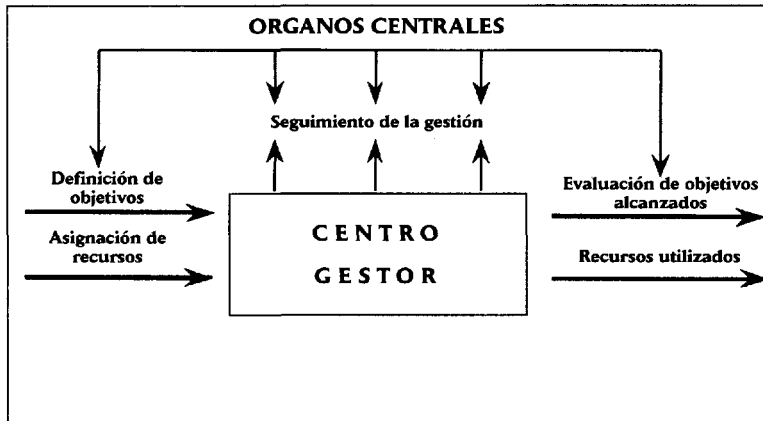 ORGANOS CENTRALES
Seguimiento de la gestión
Definición de
objetivos
Asignación de
recursos
CENTRO
GESTOR
Evaluación de objetivos
alcanzados
Recursos utilizados